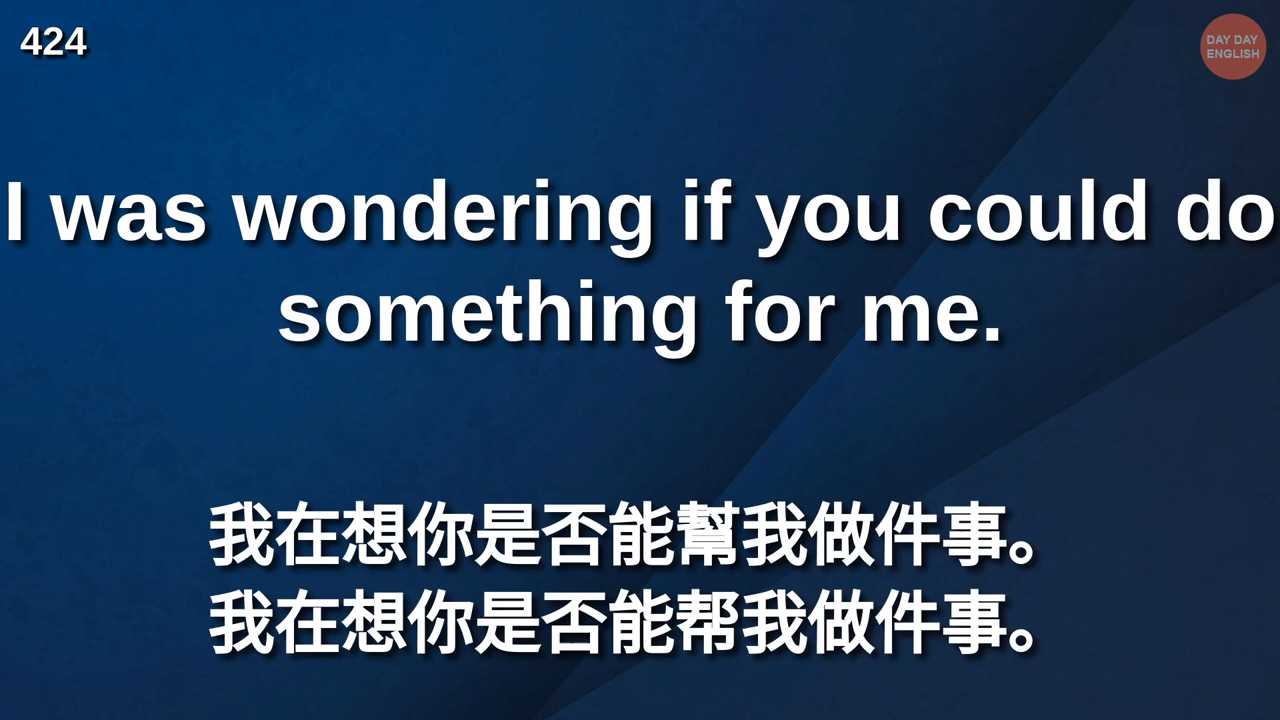 424
DAY DAY
ENGLISH
I was wondering if you could do
something for me.
我在想你是否能幫我做件事。
我在想你是否能帮我做件事。